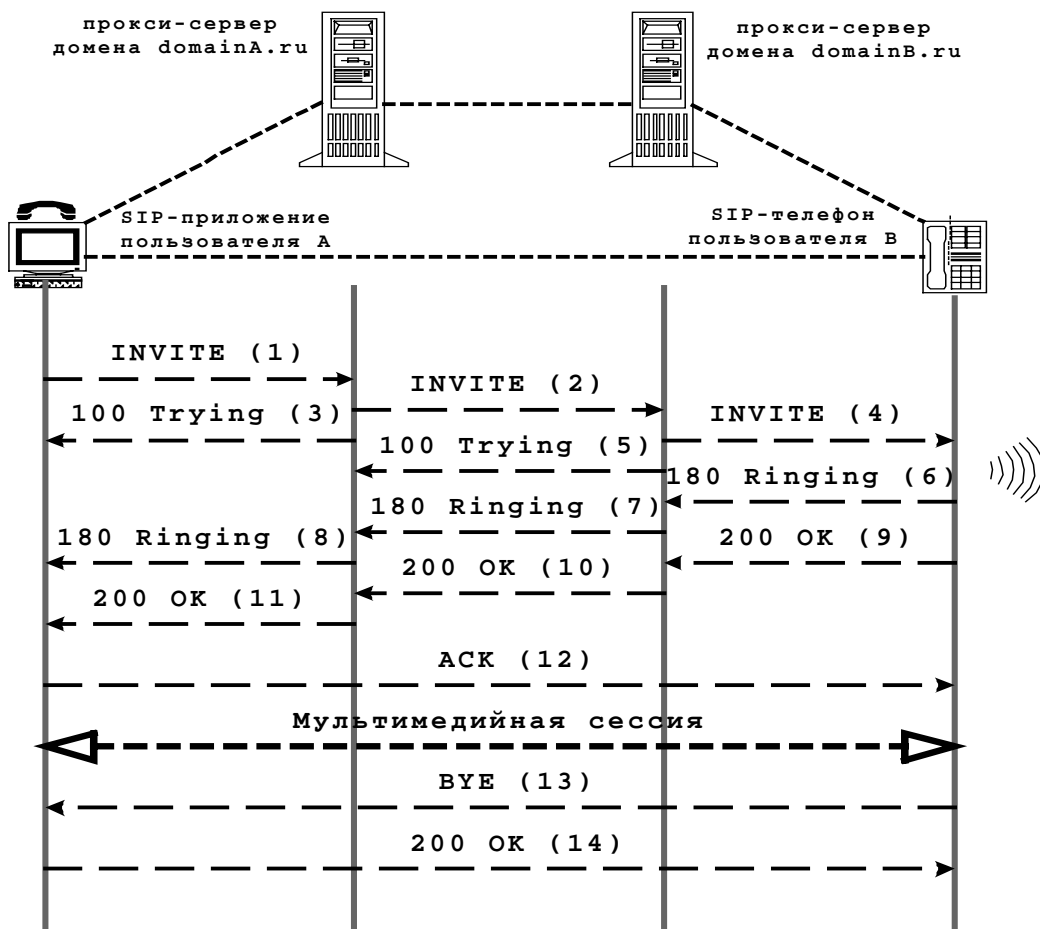 прокси-сервер
домена domainA.ru
прокси-сервер
домена domainB.ru
SIP-приложение
пользователя A
SIP-телефон
пользователя B
INVITE (1)
INVITE (2)
100 Trying (3)
INVITE (4)
100 Trying (5)
180 Ringing (6)
180 Ringing (7)
180 Ringing (8)
200 OK (9)
200 OK (10)
200 OK (11)
ACK (12)
Мультимедийная сессия
BYE (13)
200 OK (14)